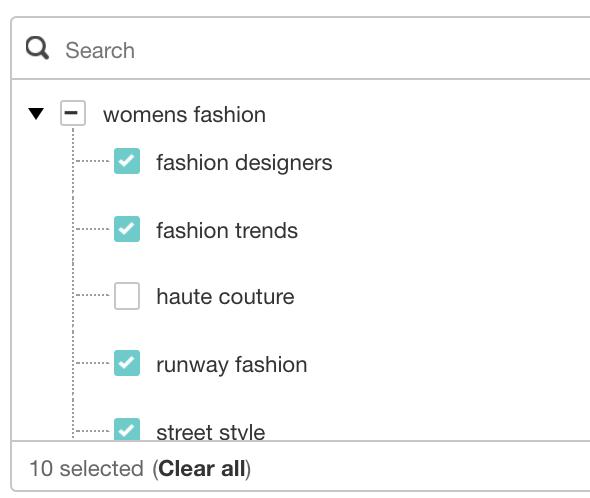 Search
womens fashion
fashion designers
fashion trends
haute couture
runway fashion
street style
10 selected (Clear all)